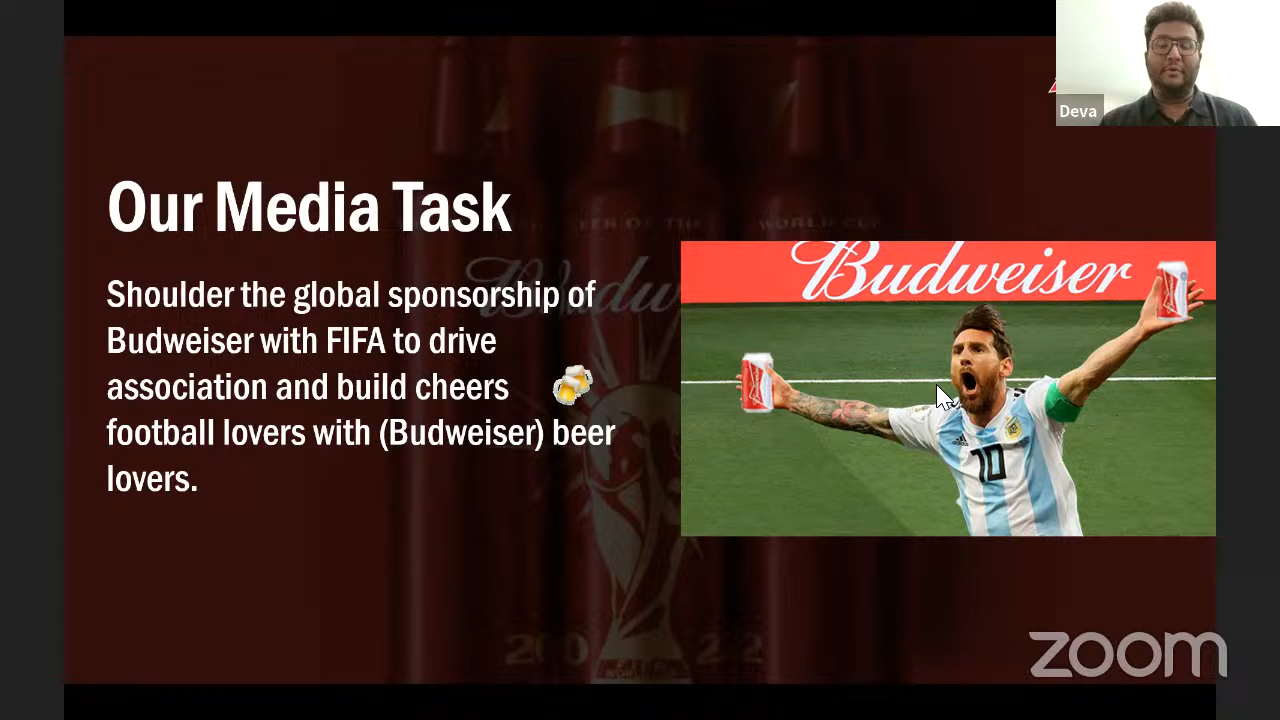 Deva
Our Media Task
Shoulder the global sponsorship of
Budweiser with FIFA to drive
association and build cheers
football lovers with (Budweiser) beer
lovers.
Budweiser
10
zoom